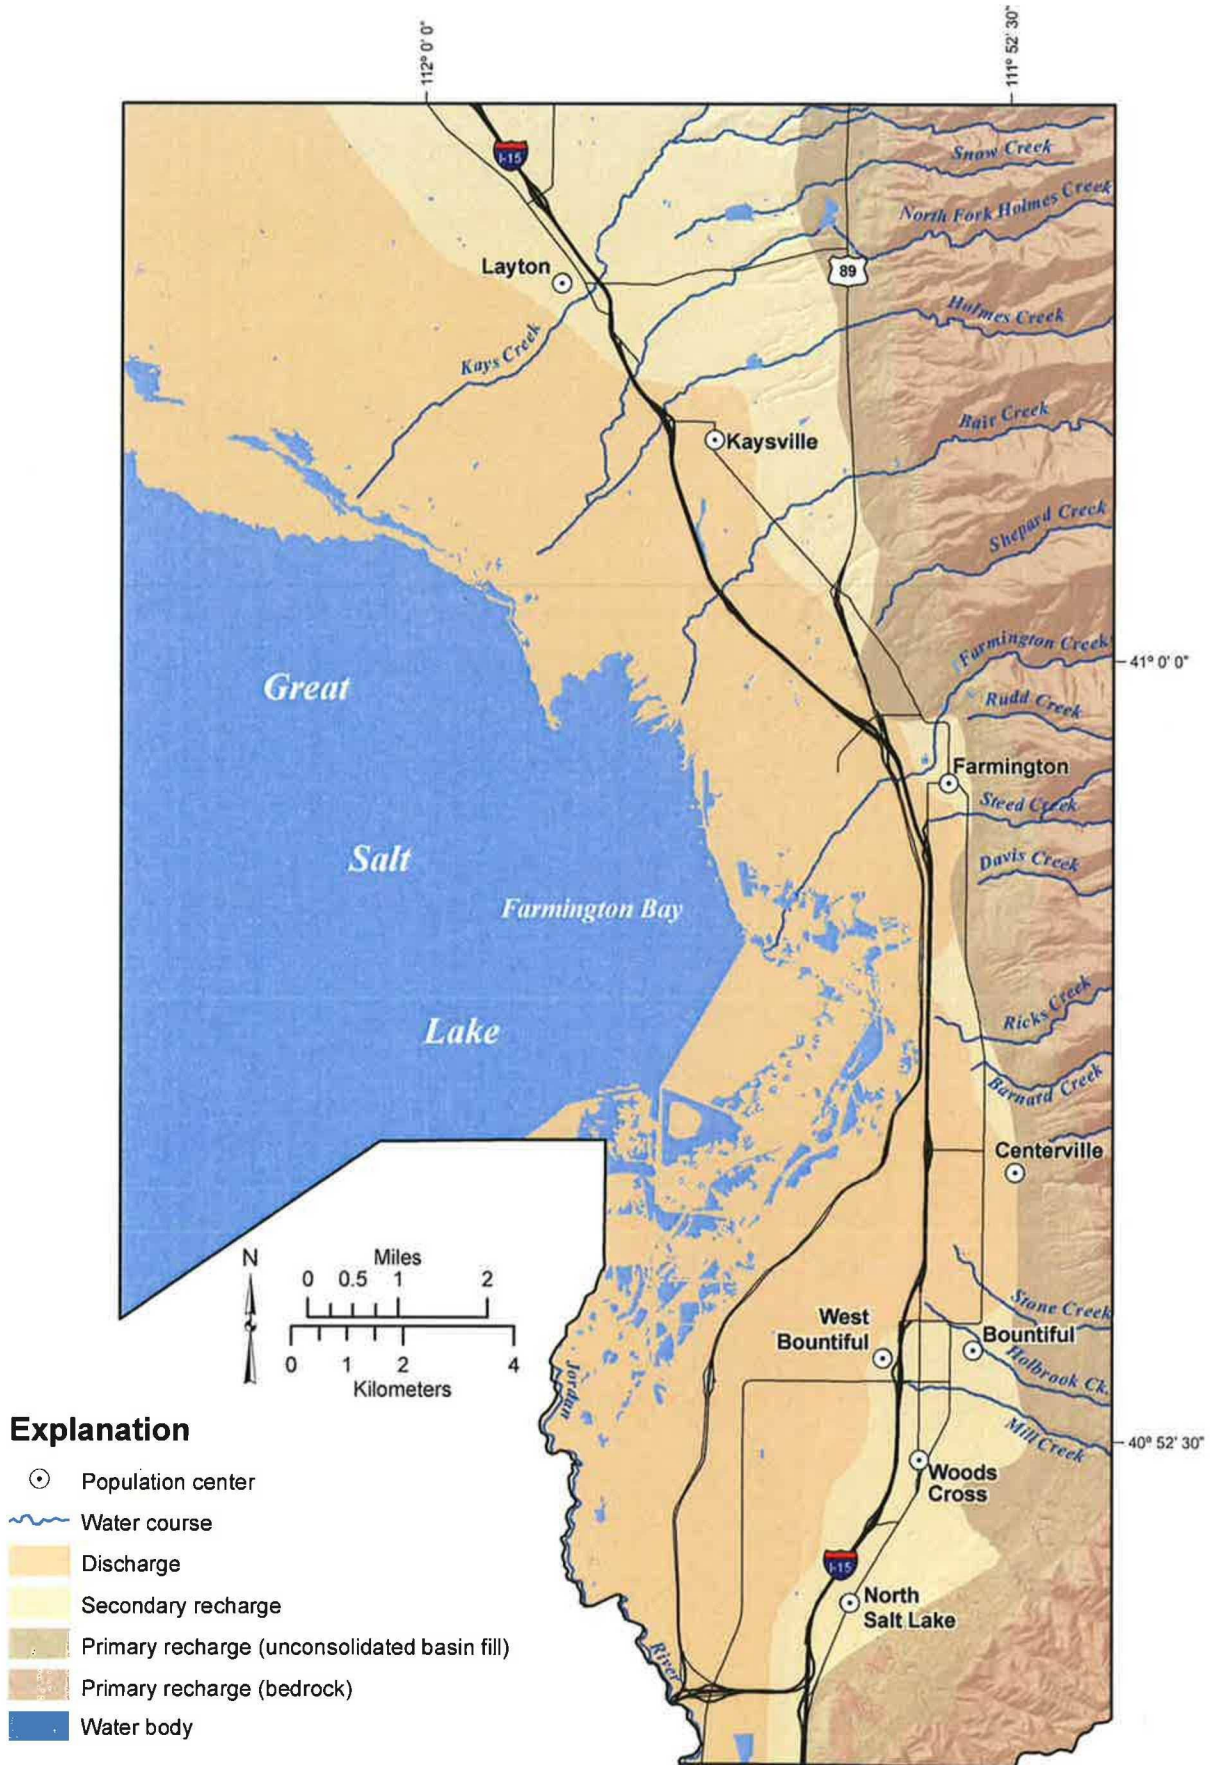 112° 0' 0"
111° 52' 30"
I-15
Snow Creek
North Fork Holmes Creek
Layton
89
Holmes Creek
Kays Creek
Bair Creek
Kaysville
Shepard Creek
Farmington Creek
41° 0' 0"
Great
Rudd Creek
Farmington
Steed Creek
Salt
Davis Creek
Farmington Bay
Ricks Creek
Lake
Barnard Creek
Centerville
N
Miles
0 0.5 1 2
Stone Creek
West
Bountiful
Bountiful
0 1 2 4
Kilometers
Holbrook Ck.
Jordan
Mill Creek
40° 52' 30"
Explanation
Population center
Woods
Cross
Water course
Discharge
I-15
Secondary recharge
North
Salt Lake
Primary recharge (unconsolidated basin fill)
River
Primary recharge (bedrock)
Water body